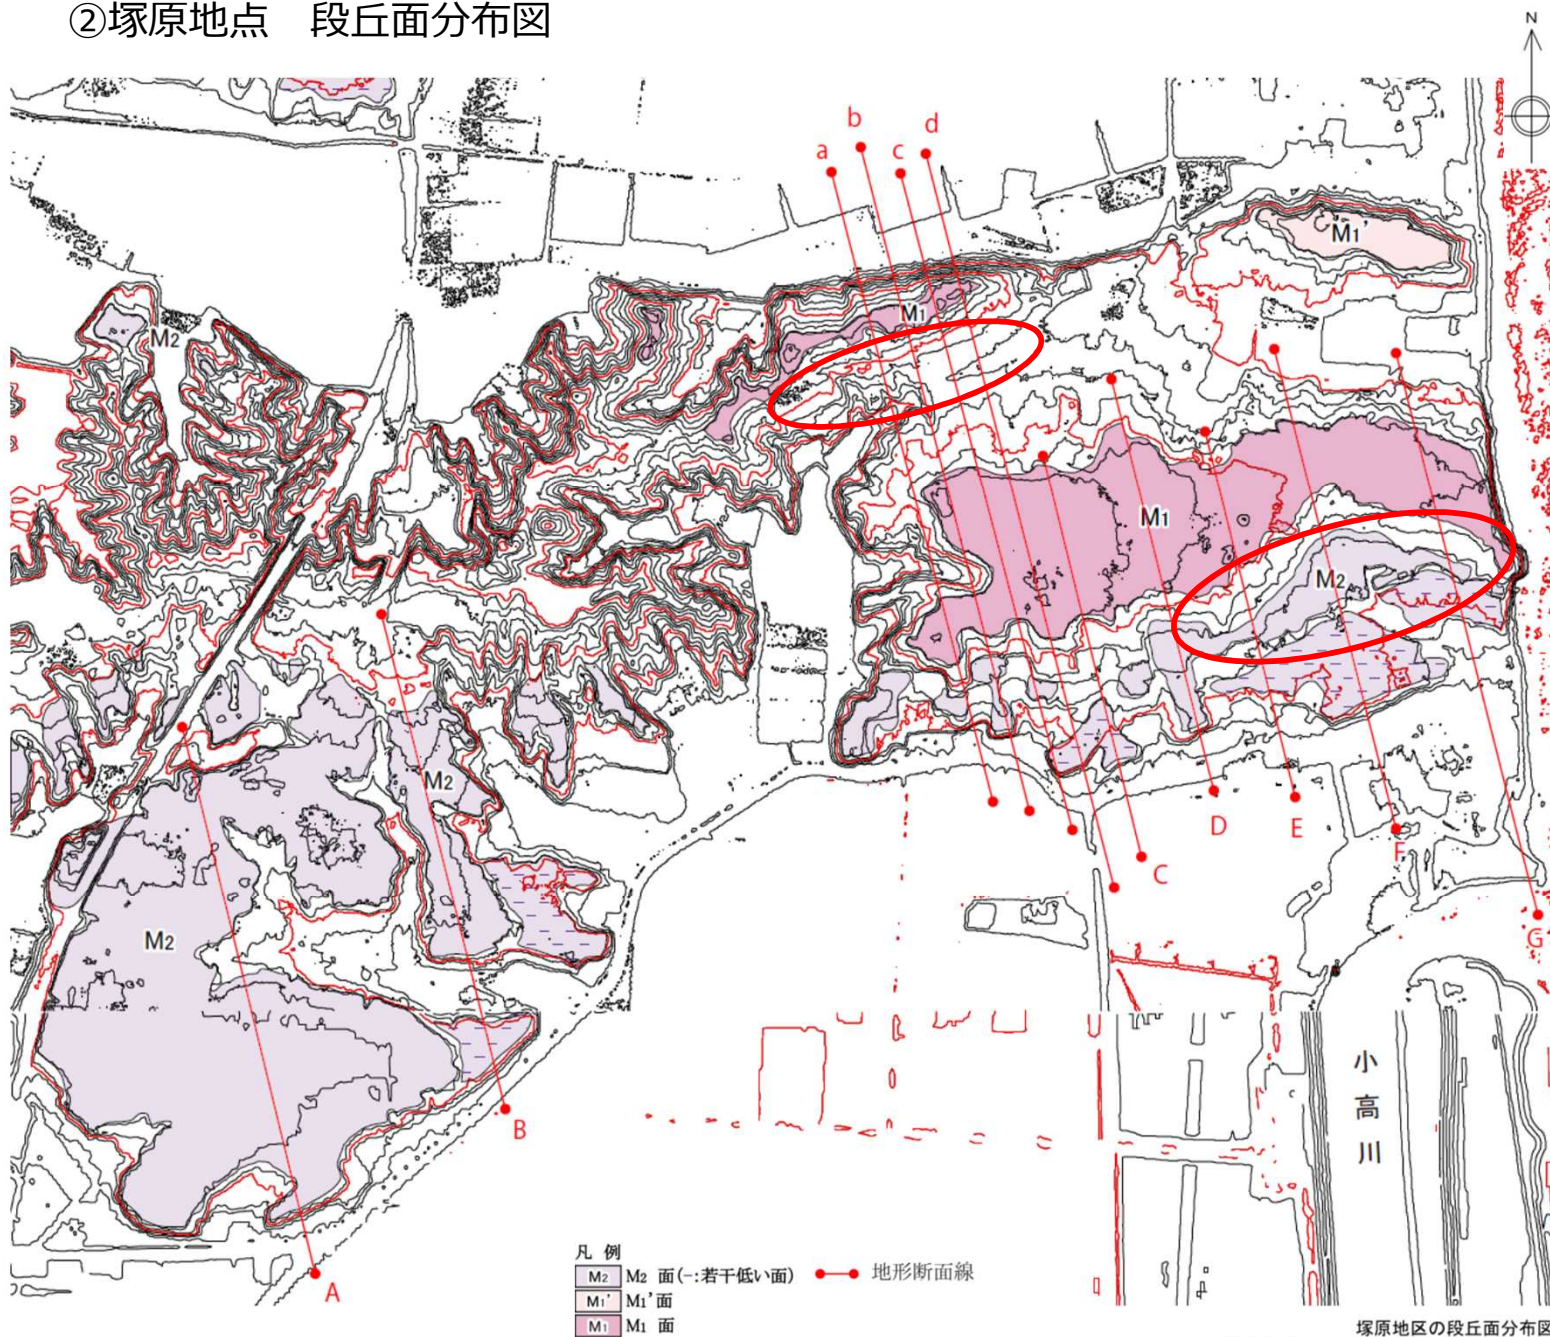 ②塚原地点　段丘面分布図
N
b
d
a
c
M1'
M1
M2
M1
M2
M2
D
E
F
C
M2
G
小高川
B
A
凡 例
M2 M2 面(-:若干低い面) 地形断面線
M1' M1'面
M1 M1 面
塚原地区の段丘面分布図